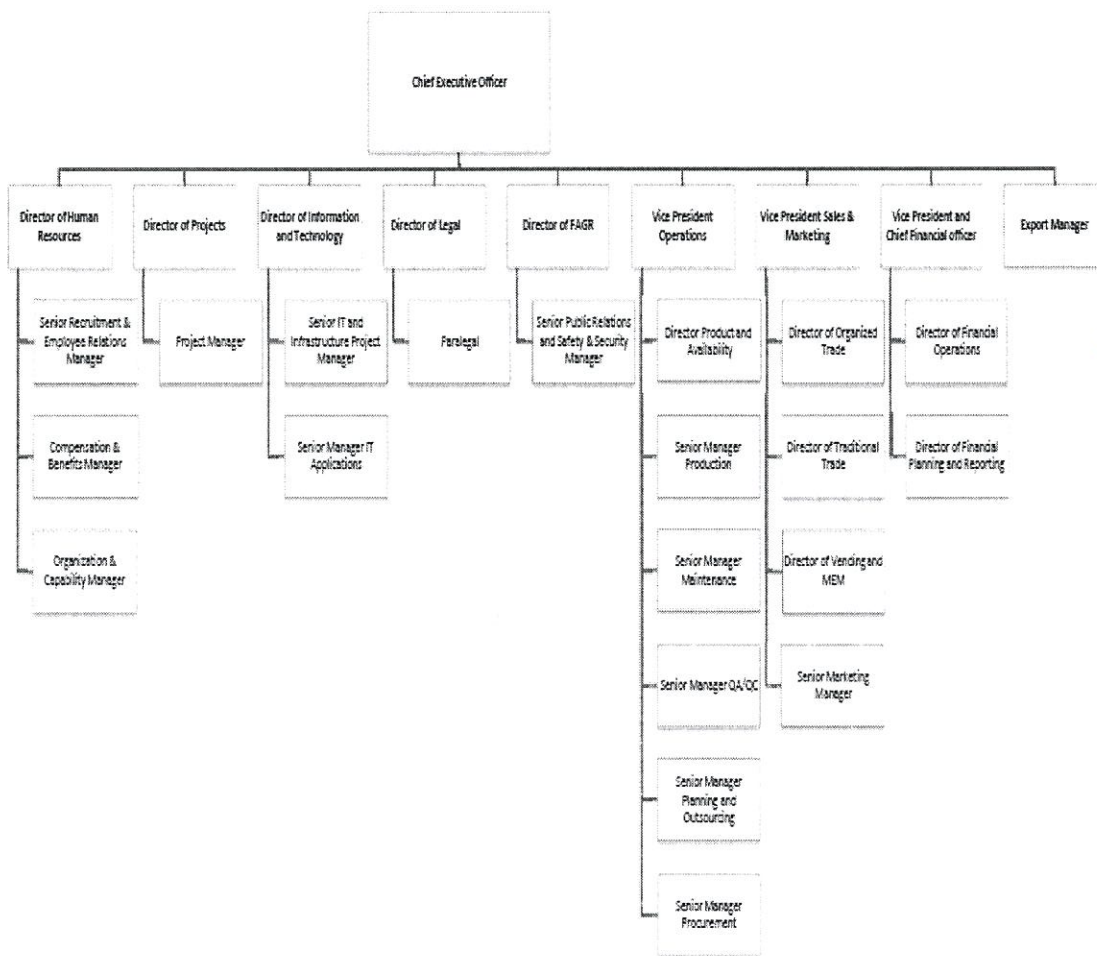 Chief Executive Officer
Director of Human
Resources
Director of Projects
Director of Information
and Technology
Director of Legal
Director of FAGR
Vice President
Operations
Vice President Sales &
Marketing
Vice President and
Chief Financial officer
Export Manager
Senior Recruitment &
Employee Relations
Manager
Project Manager
Senior IT and
Infrastructure Project
Manager
Paralegal
Senior Public Relations
and Safety & Security
Manager
Director Product and
Availability
Director of Organized
Trade
Director of Financial
Operations
Compensation &
Benefits Manager
Senior Manager IT
Applications
Senior Manager
Production
Director of Traditional
Trade
Director of Financial
Planning and Reporting
Organization &
Capability Manager
Senior Manager
Maintenance
Director of Vending and
MEM
Senior Manager QA/QC
Senior Marketing
Manager
Senior Manager
Planning and
Outsourcing
Senior Manager
Procurement